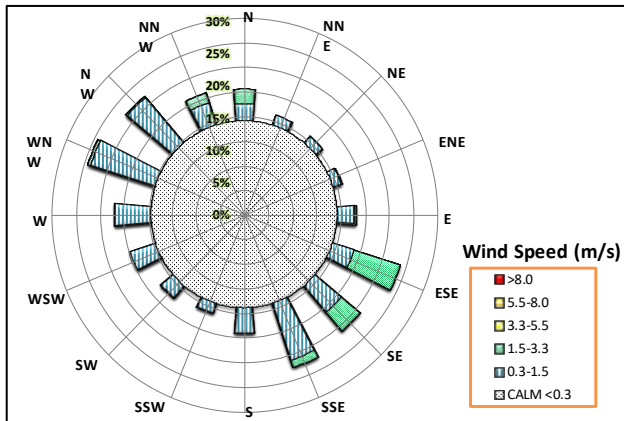 N
NN
E
NE
ENE
E
ESE
SE
SSE
S
SSW
SW
WSW
W
WN
W
N
W
NN
W
30%
25%
20%
15%
10%
5%
0%
Wind Speed (m/s)
>8.0
5.5-8.0
3.3-5.5
1.5-3.3
0.3-1.5
CALM <0.3